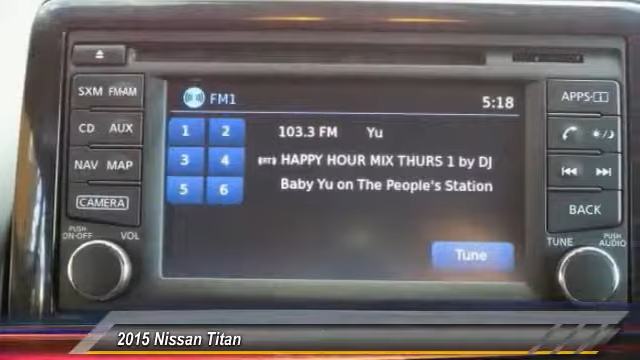 SXM FM·AM
CD AUX
NAV MAP
CAMERA
PUSH
ON·OFF
VOL
FM1
5:18
1 2
3 4
5 6
103.3 FM Yu
HAPPY HOUR MIX THURS 1 by DJ
Baby Yu on The People's Station
Tune
APPS·i
BACK
TUNE
PUSH
AUDIO
2015 Nissan Titan